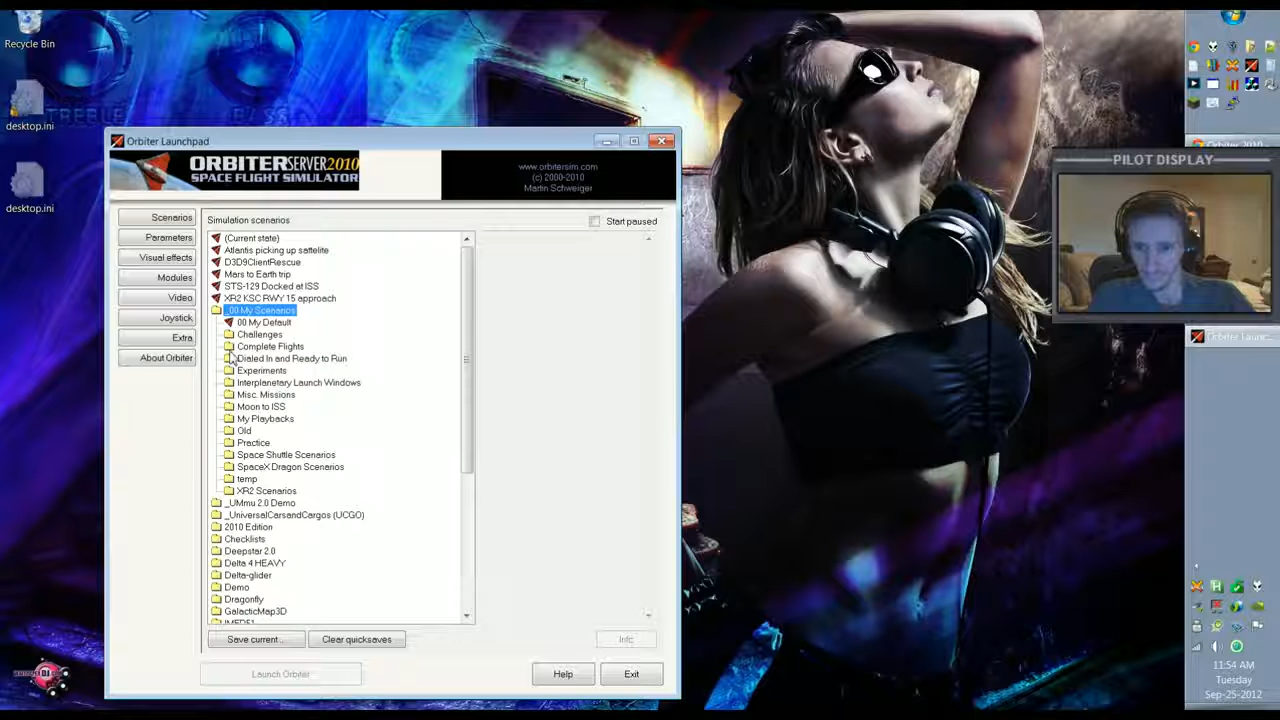 Recycle Bin
TREBLE
BASS
desktop.ini
desktop.ini
Orbiter Launchpad
ORBITERSERVER2010
SPACE FLIGHT SIMULATOR
www.orbitersim.com
(c) 2000-2010
Martin Schweiger
Scenarios
Parameters
Visual effects
Modules
Video
Joystick
Extra
About Orbiter
Simulation scenarios
Start paused
(Current state)
Atlantis picking up sattelite
D3D9ClientRescue
Mars to Earth trip
STS-129 Docked at ISS
XR2 KSC RWY 15 approach
_00 My Scenarios
00 My Default
Challenges
Complete Flights
Dialed In and Ready to Run
Experiments
Interplanetary Launch Windows
Misc. Missions
Moon to ISS
My Playbacks
Old
Practice
Space Shuttle Scenarios
SpaceX Dragon Scenarios
temp
XR2 Scenarios
_UMmu 2.0 Demo
_UniversalCarsandCargos (UCGO)
2010 Edition
Checklists
Deepstar 2.0
Delta 4 HEAVY
Delta-glider
Demo
Dragonfly
GalacticMap3D
Save current...
Clear quicksaves
Info
Launch Orbiter
Help
Exit
Orbiter 2010
PILOT DISPLAY
Orbiter Launc...
11:54 AM
Tuesday
Sep-25-2012